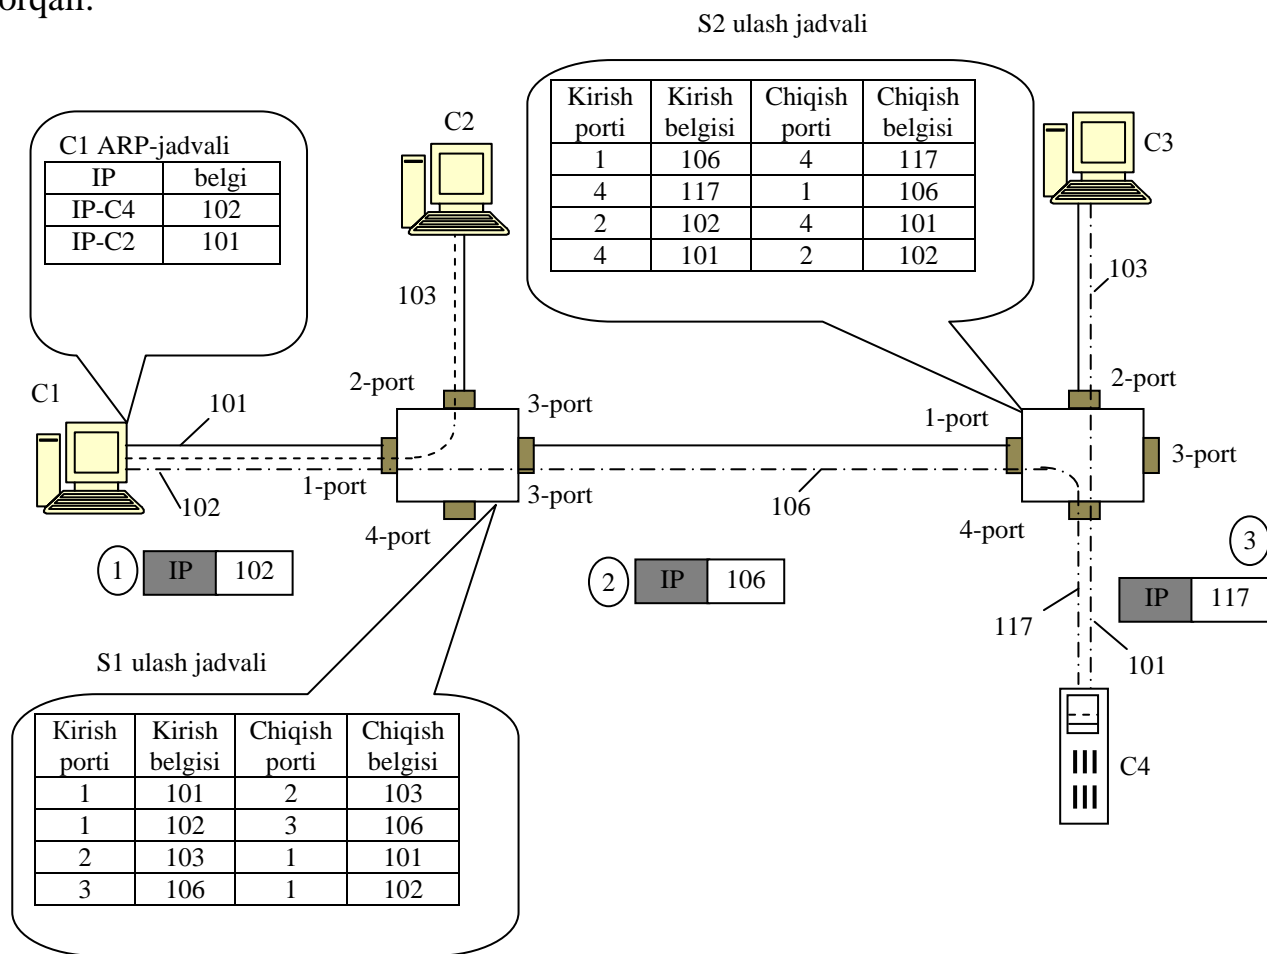 orqali.
S2 ulash jadvali
Kirish porti Kirish belgisi Chiqish porti Chiqish belgisi
1 106 4 117
4 117 1 106
2 102 4 101
4 101 2 102
C1 ARP-jadvali
IP belgi
IP-C4 102
IP-C2 101
C2
C3
103
103
C1
101
2-port
3-port
1-port
2-port
3-port
1-port
3-port
102
106
4-port
4-port
1 IP 102
2 IP 106
3
IP 117
117
101
C4
S1 ulash jadvali
Kirish porti Kirish belgisi Chiqish porti Chiqish belgisi
1 101 2 103
1 102 3 106
2 103 1 101
3 106 1 102